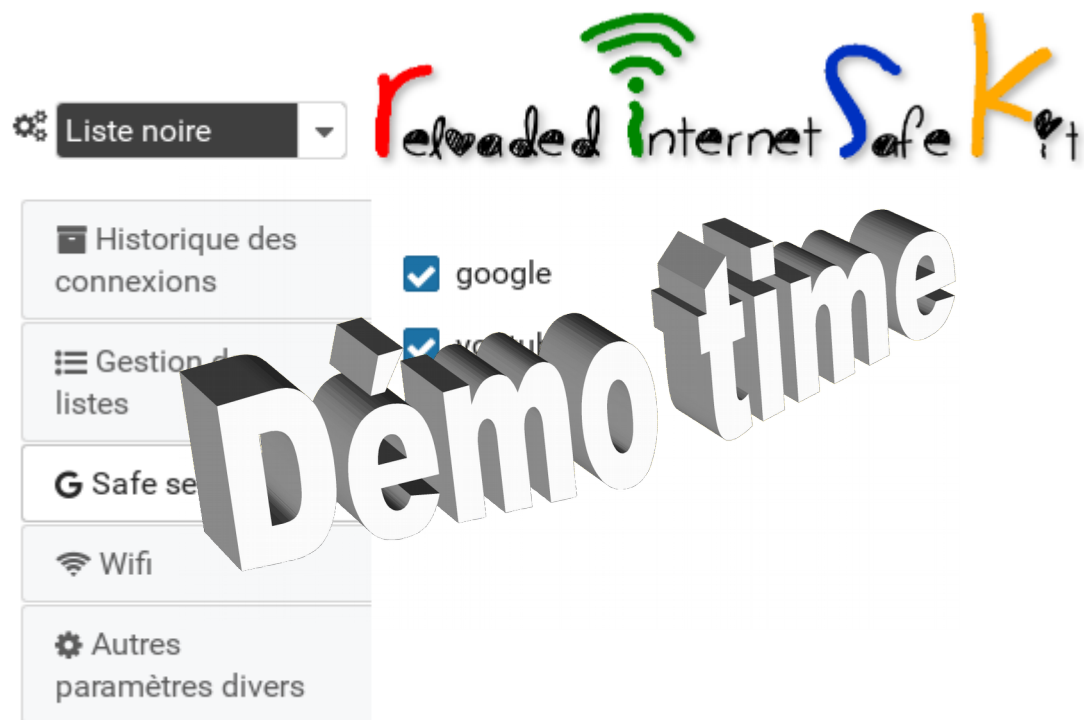 Liste noire
reloaded internet Safe Kit
Historique des
connexions
google
Gestion d
listes
Safe se
Wifi
Autres
paramètres divers
Démo time